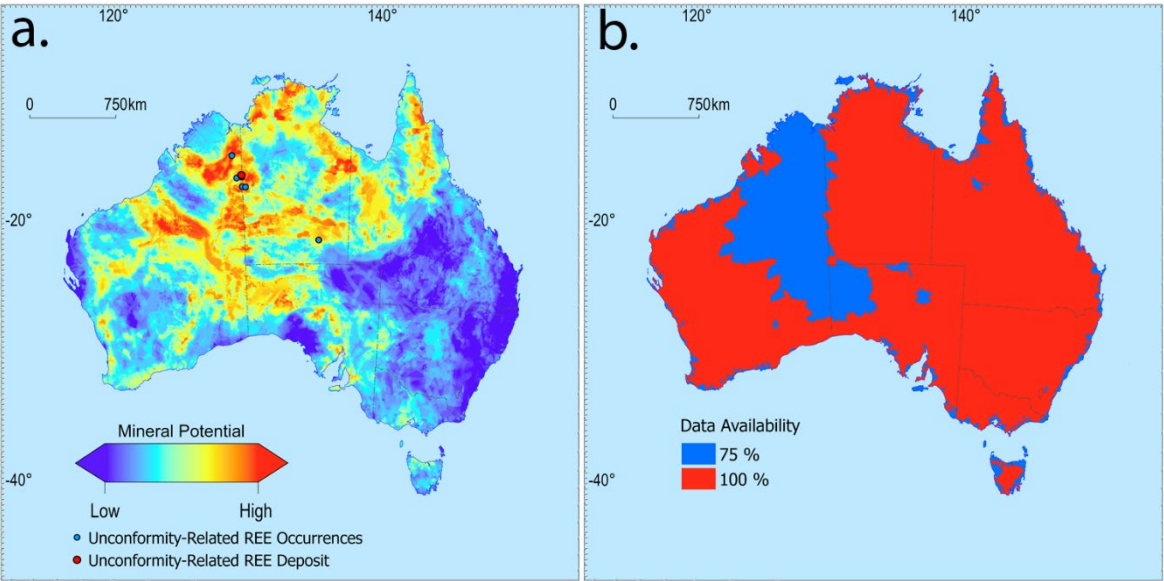 a.
120°
140°
0
750km
-20°
-40°
Mineral Potential
Low
High
Unconformity-Related REE Occurrences
Unconformity-Related REE Deposit
b.
120°
140°
0
750km
-20°
-40°
Data Availability
75 %
100 %